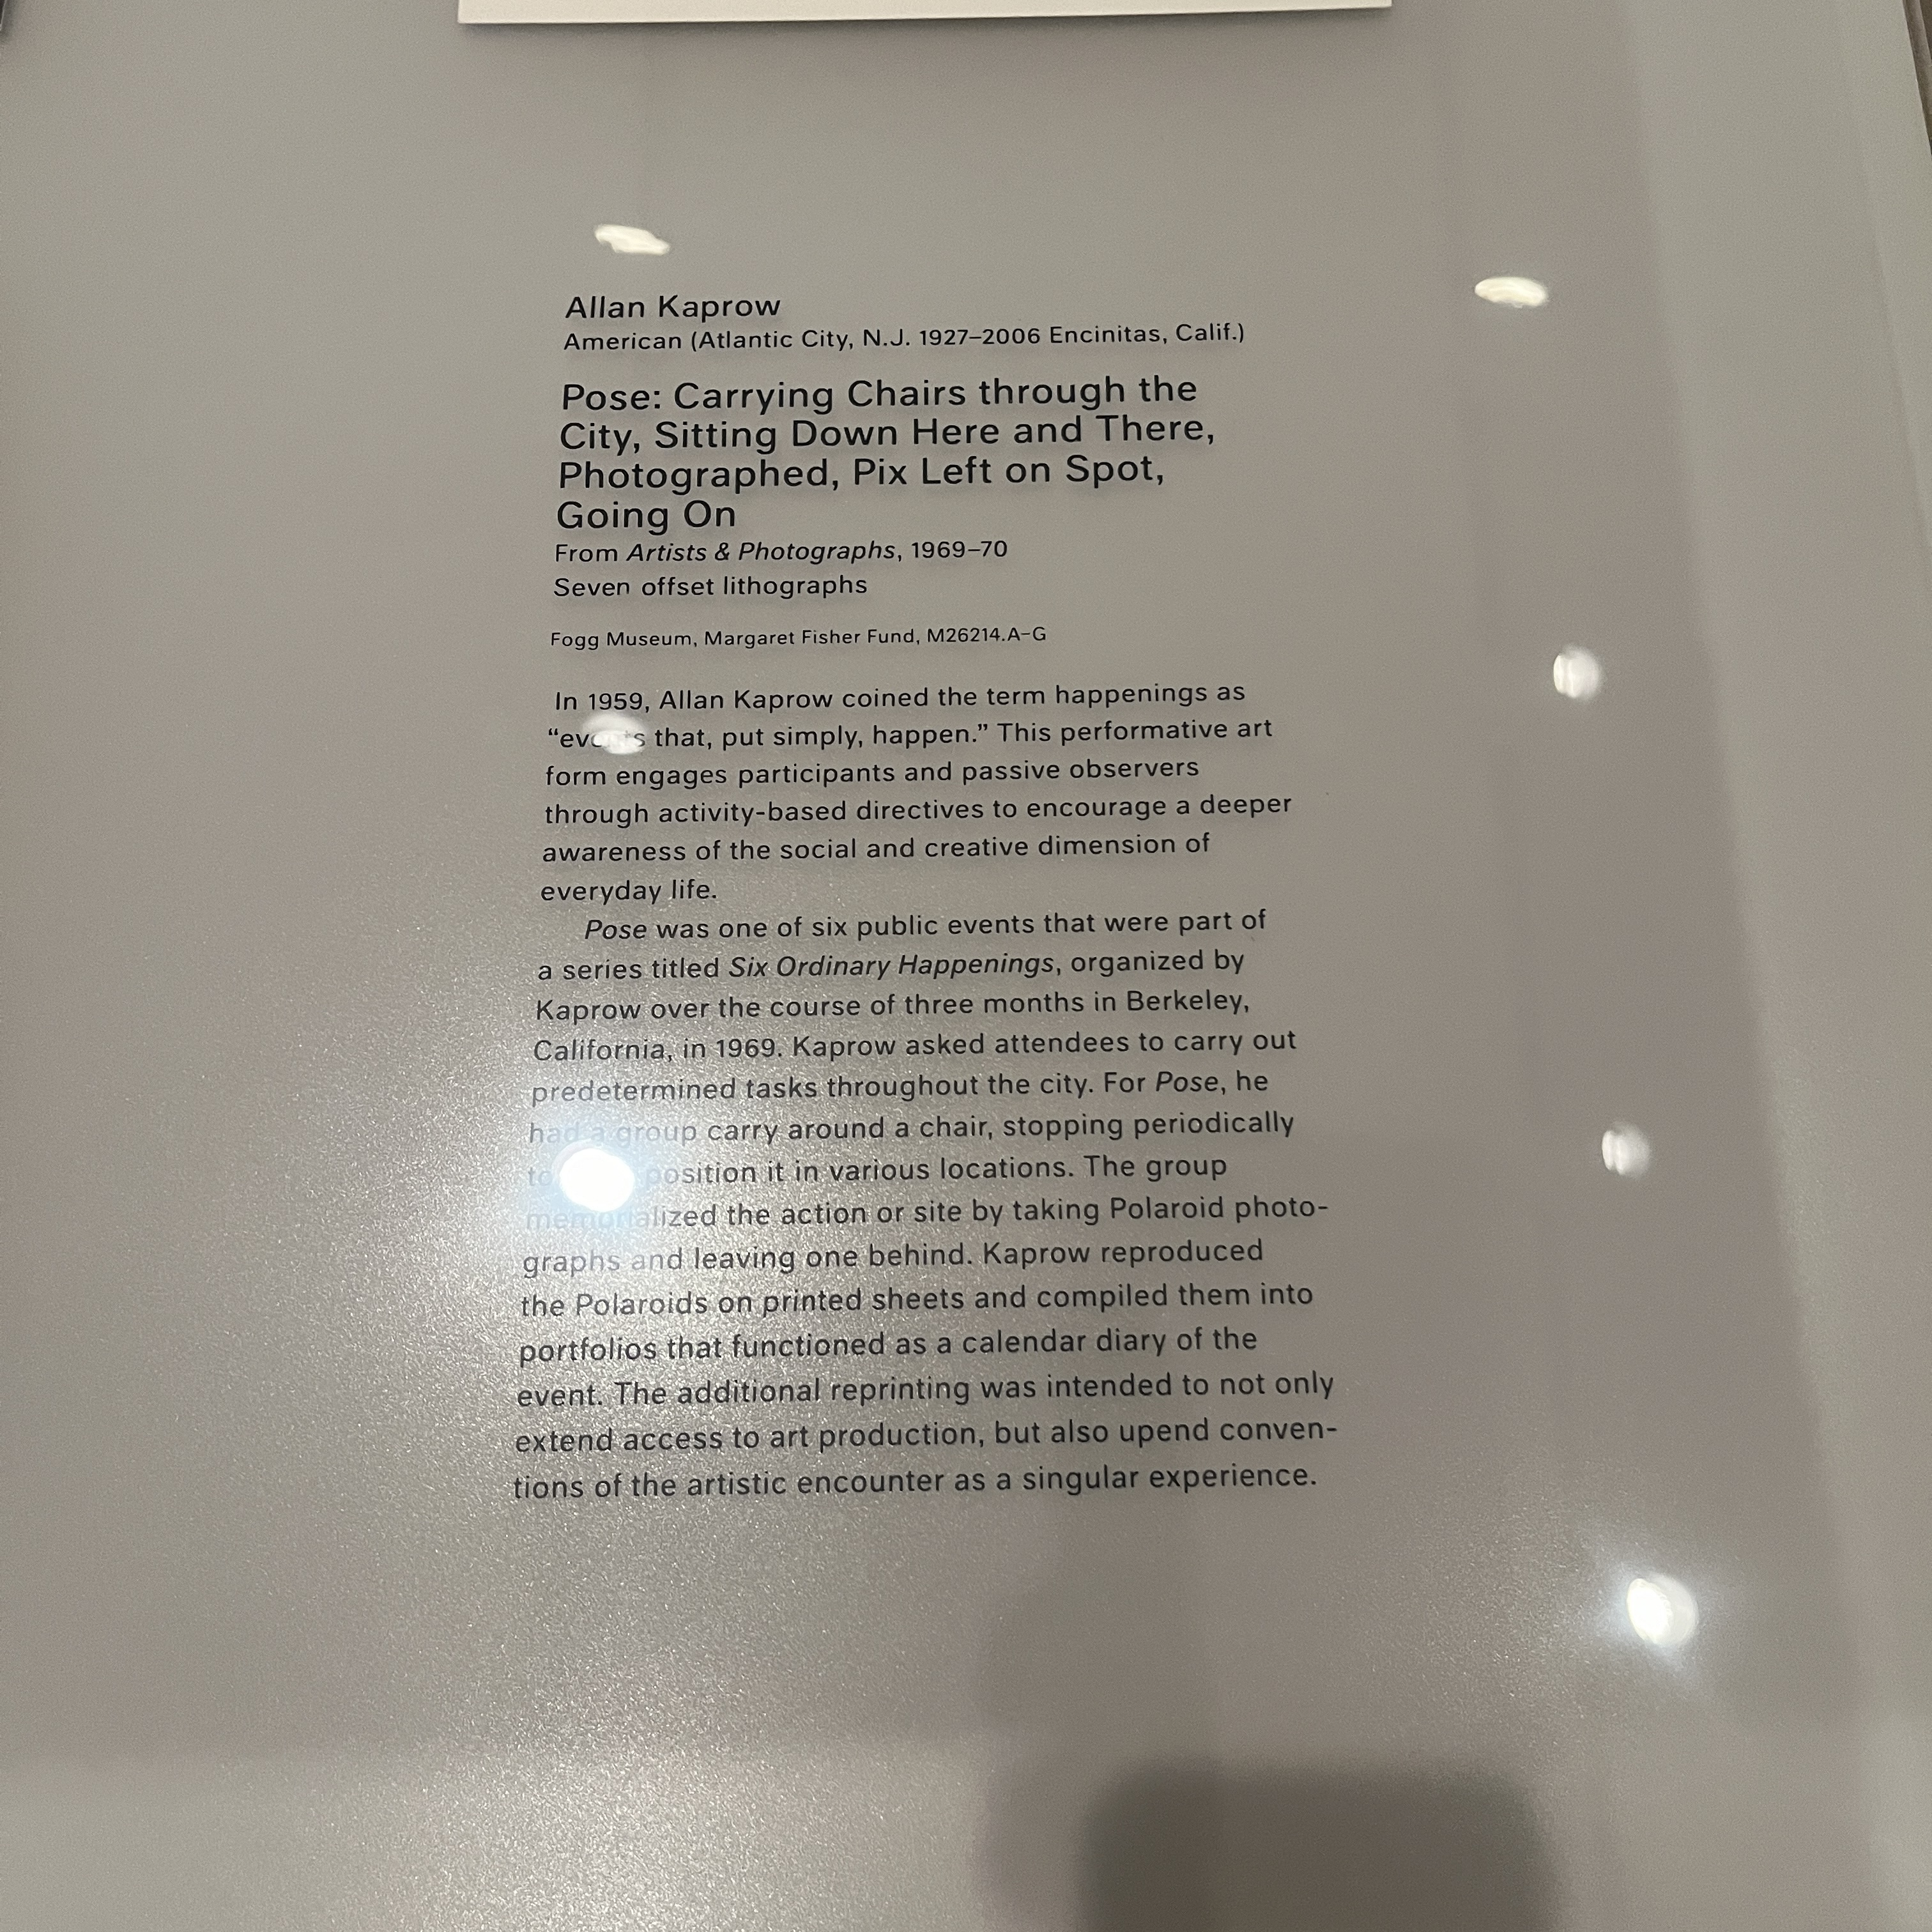 Allan Kaprow
American (Atlantic City, N.J. 1927–2006 Encinitas, Calif.)
Pose: Carrying Chairs through the
City, Sitting Down Here and There,
Photographed, Pix Left on Spot,
Going On
From Artists & Photographs, 1969–70
Seven offset lithographs
Fogg Museum, Margaret Fisher Fund, M26214.A–G
In 1959, Allan Kaprow coined the term happenings as
“events that, put simply, happen.” This performative art
form engages participants and passive observers
through activity-based directives to encourage a deeper
awareness of the social and creative dimension of
everyday life.
Pose was one of six public events that were part of
a series titled Six Ordinary Happenings, organized by
Kaprow over the course of three months in Berkeley,
California, in 1969. Kaprow asked attendees to carry out
predetermined tasks throughout the city. For Pose, he
had a group carry around a chair, stopping periodically
to position it in various locations. The group
memorialized the action or site by taking Polaroid photo-
graphs and leaving one behind. Kaprow reproduced
the Polaroids on printed sheets and compiled them into
portfolios that functioned as a calendar diary of the
event. The additional reprinting was intended to not only
extend access to art production, but also upend conven-
tions of the artistic encounter as a singular experience.